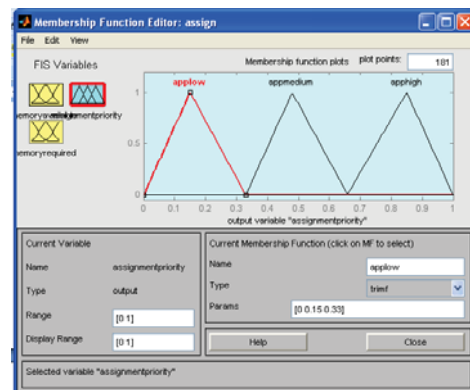 Membership Function Editor: assign
File Edit View
FIS Variables
Membership function plots plot points: 181
applow appmedium apphigh
1
0.5
0
0 0.1 0.2 0.3 0.4 0.5 0.6 0.7 0.8 0.9 1
output variable "assignmentpriority"
Current Variable
Name assignmentpriority
Type output
Range [0 1]
Display Range [0 1]
Current Membership Function (click on MF to select)
Name applow
Type trimf
Params [0 0.15 0.33]
Help Close
Selected variable "assignmentpriority"